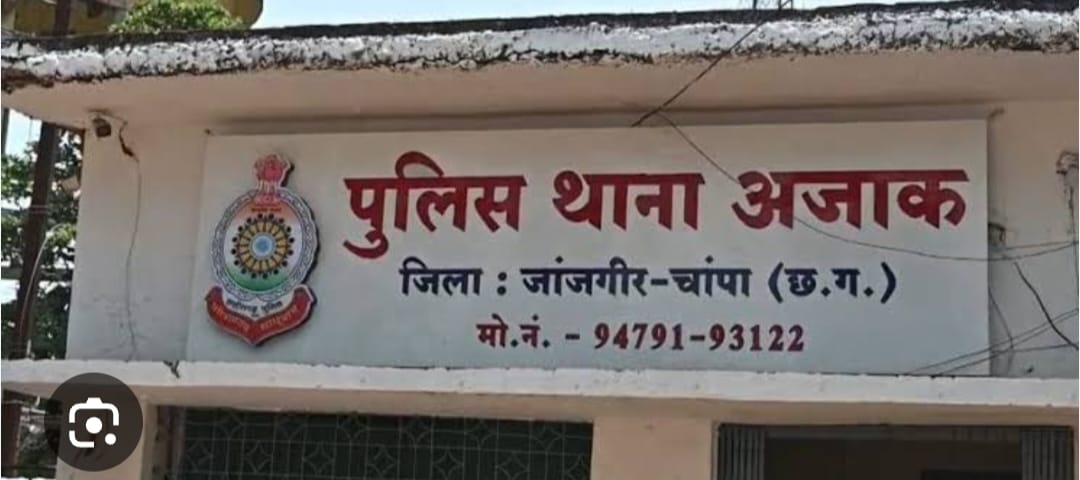 पुलिस थाना अजाक
जिला : जांजगीर-चांपा (छ.ग.)
मो.नं. - 94791-93122